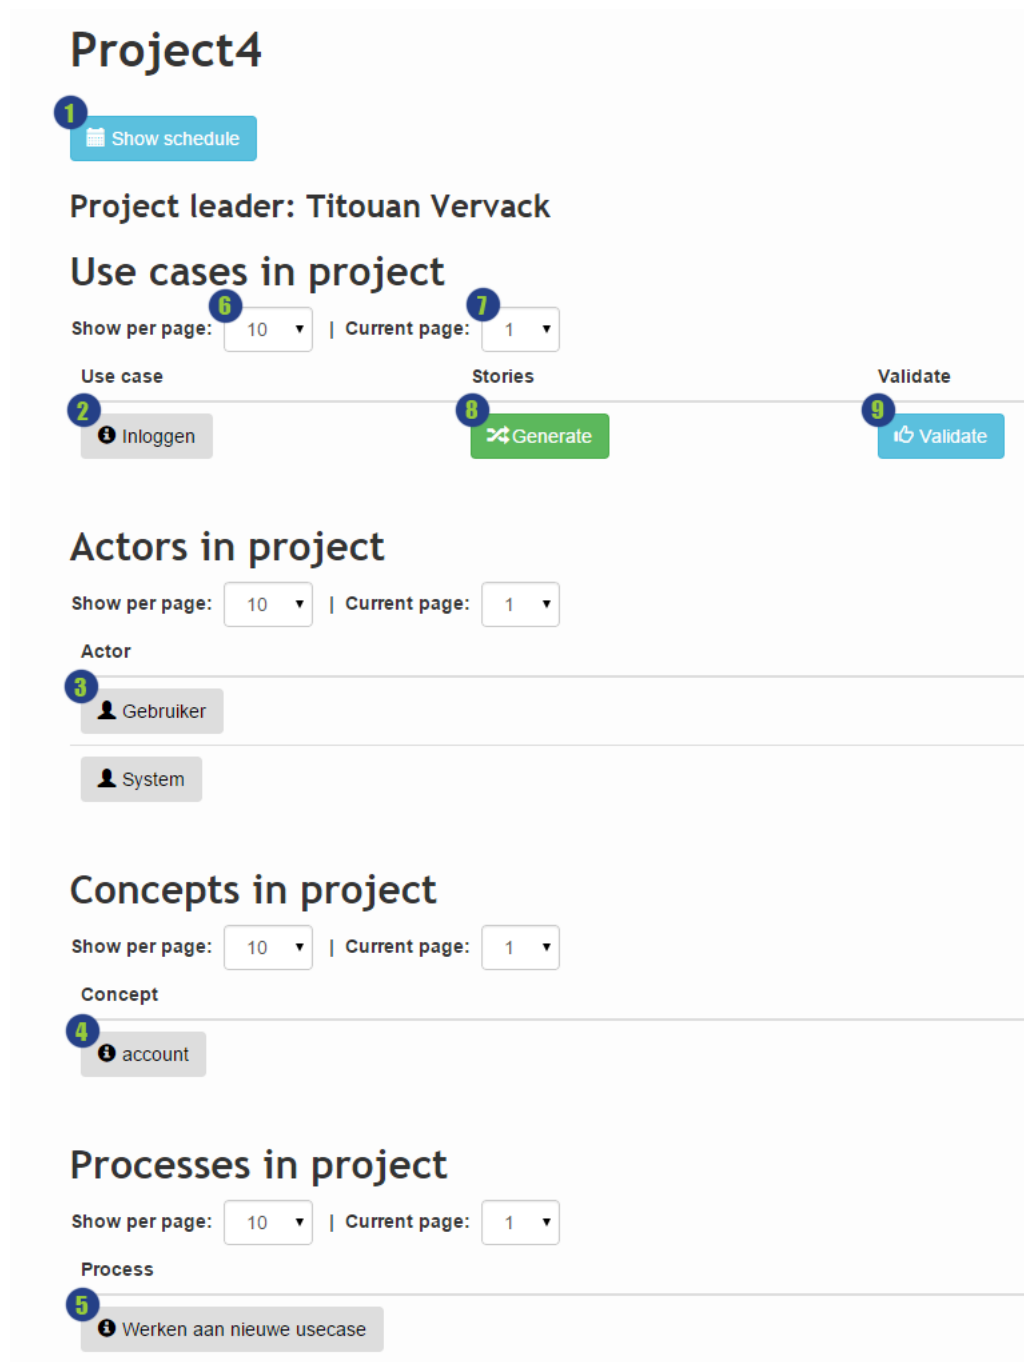 Project4
1
Show schedule
Project leader: Titouan Vervack
Use cases in project
6 7
Show per page: 10 | Current page: 1
Use case Stories Validate
2 8 9
Inloggen Generate Validate
Actors in project
Show per page: 10 | Current page: 1
Actor
3
Gebruiker
System
Concepts in project
Show per page: 10 | Current page: 1
Concept
4
account
Processes in project
Show per page: 10 | Current page: 1
Process
5
Werken aan nieuwe usecase